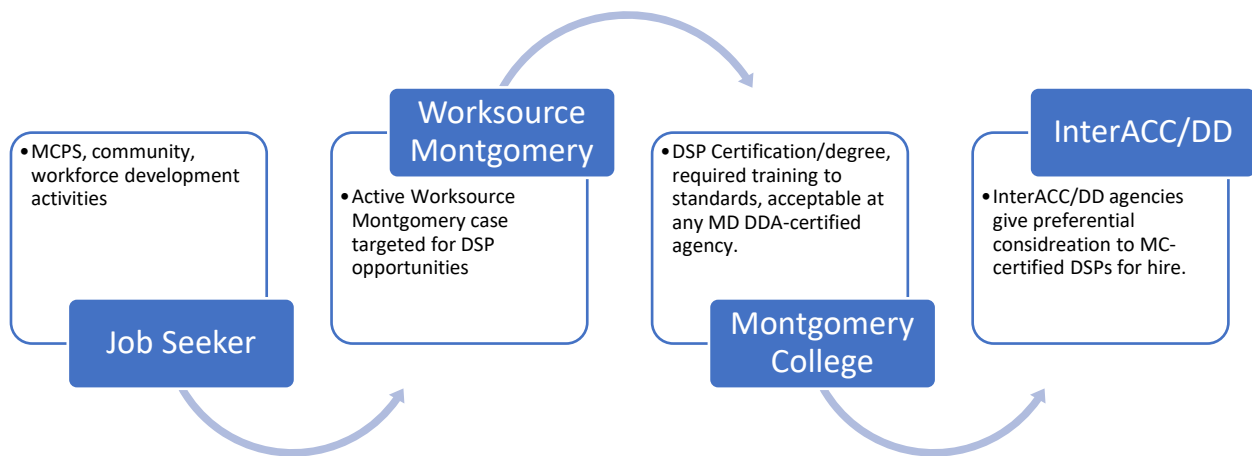 •MCPS, community,
workforce development
activities
Job Seeker
Worksource
Montgomery
•Active Worksource
Montgomery case
targeted for DSP
opportunities
•DSP Certification/degree,
required training to
standards, acceptable at
any MD DDA-certified
agency.
Montgomery
College
InterACC/DD
•InterACC/DD agencies
give preferential
considreation to MC-
certified DSPs for hire.